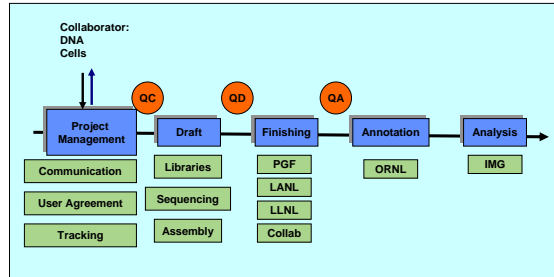 Collaborator:
DNA
Cells
QC
QD
QA
Project
Management
Draft
Finishing
Annotation
Analysis
Communication
Libraries
PGF
ORNL
IMG
User Agreement
Sequencing
LANL
LLNL
Tracking
Assembly
Collab